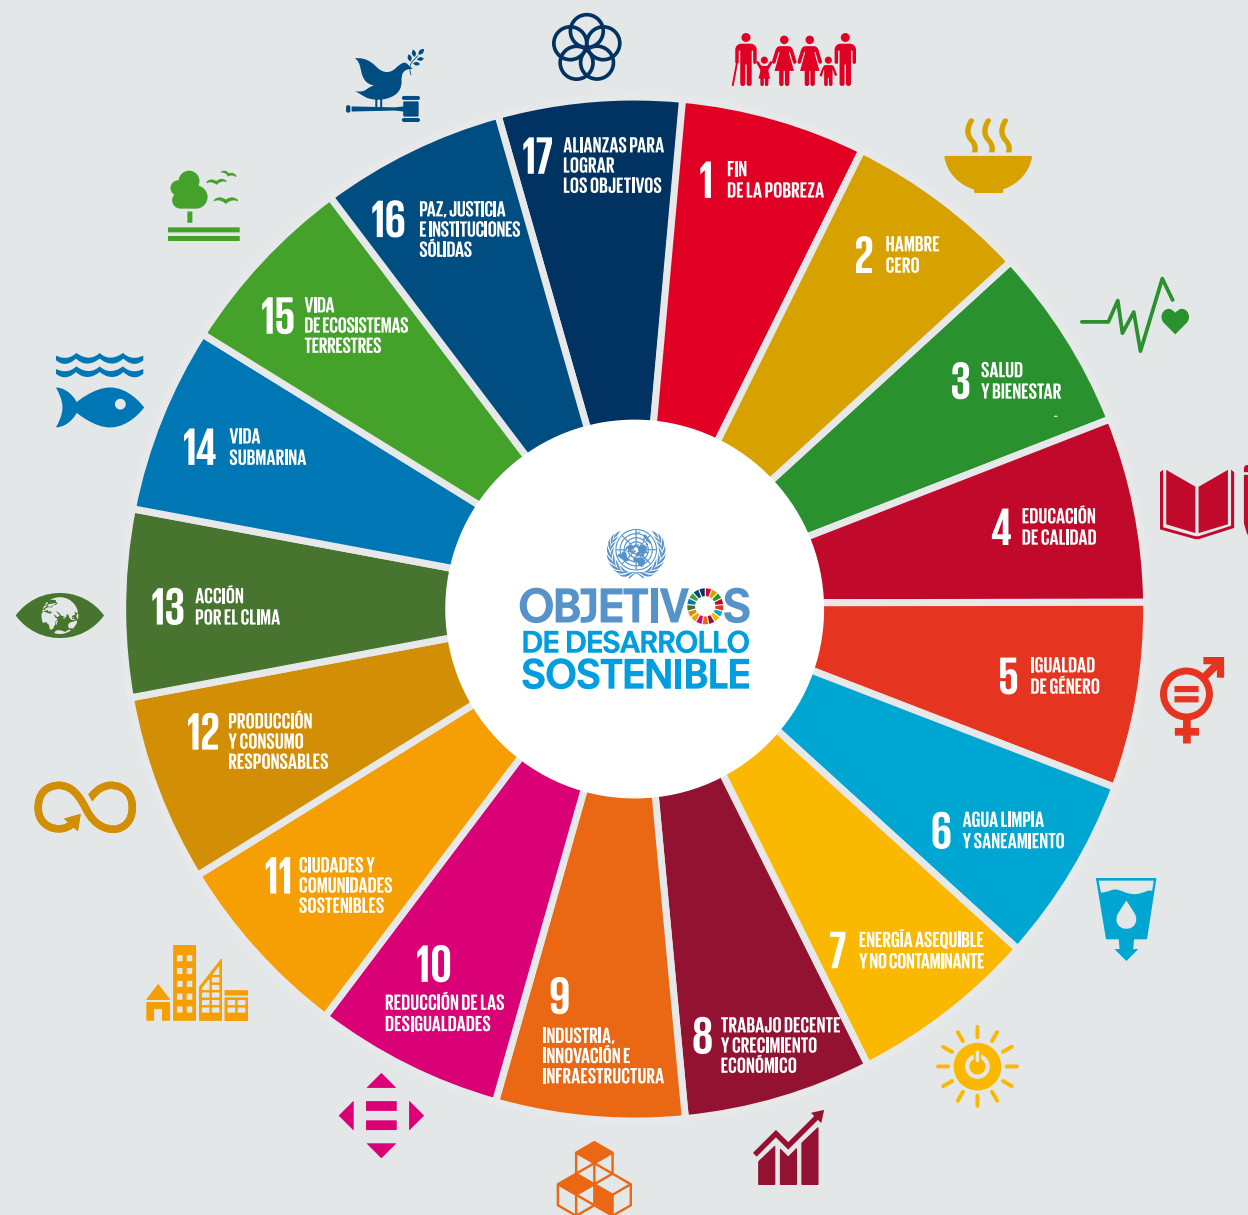 1 FIN
DE LA POBREZA
2 HAMBRE
CERO
3 SALUD
Y BIENESTAR
4 EDUCACIÓN
DE CALIDAD
5 IGUALDAD
DE GÉNERO
6 AGUA LIMPIA
Y SANEAMIENTO
7 ENERGÍA ASEQUIBLE
Y NO CONTAMINANTE
8 TRABAJO DECENTE
Y CRECIMIENTO
ECONÓMICO
9
INDUSTRIA,
INNOVACIÓN E
INFRAESTRUCTURA
10
REDUCCIÓN DE LAS
DESIGUALDADES
11 CIUDADES Y
COMUNIDADES
SOSTENIBLES
12 PRODUCCIÓN
Y CONSUMO
RESPONSABLES
13 ACCIÓN
POR EL CLIMA
14 VIDA
SUBMARINA
15 VIDA
DE ECOSISTEMAS
TERRESTRES
16 PAZ, JUSTICIA
E INSTITUCIONES
SÓLIDAS
17 ALIANZAS PARA
LOGRAR
LOS OBJETIVOS
OBJETIVOS
DE DESARROLLO
SOSTENIBLE